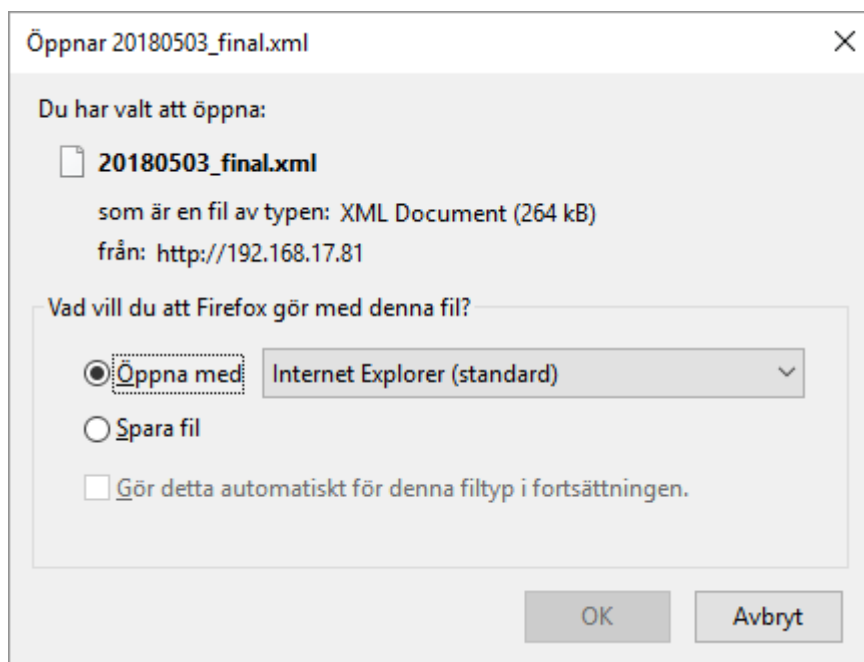 Öppnar 20180503_final.xml
Du har valt att öppna:
20180503_final.xml
som är en fil av typen: XML Document (264 kB)
från: http://192.168.17.81
Vad vill du att Firefox gör med denna fil?
Öppna med Internet Explorer (standard)
Spara fil
Gör detta automatiskt för denna filtyp i fortsättningen.
OK Avbryt